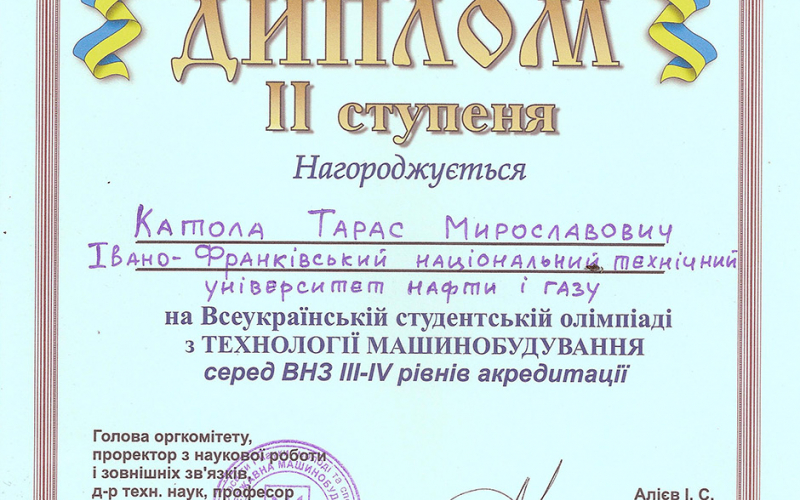 ДИПЛОМ
ІІ ступеня
Нагороджується
Катола Тарас Мирославович
Івано-Франківський національний технічний
університет нафти і газу
на Всеукраїнській студентській олімпіаді
з ТЕХНОЛОГІЇ МАШИНОБУДУВАННЯ
серед ВНЗ III-IV рівнів акредитації
Голова оргкомітету,
проректор з наукової роботи
і зовнішніх зв'язків,
д-р техн. наук, професор
Алієв І. С.